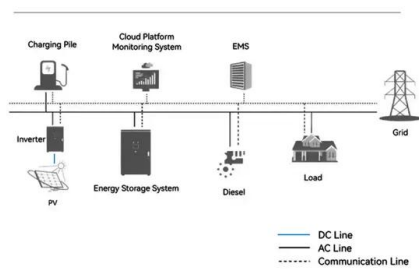 Charging Pile
Cloud Platform
Monitoring System
EMS
Grid
Inverter
PV
Energy Storage System
Diesel
Load
DC Line
AC Line
Communication Line